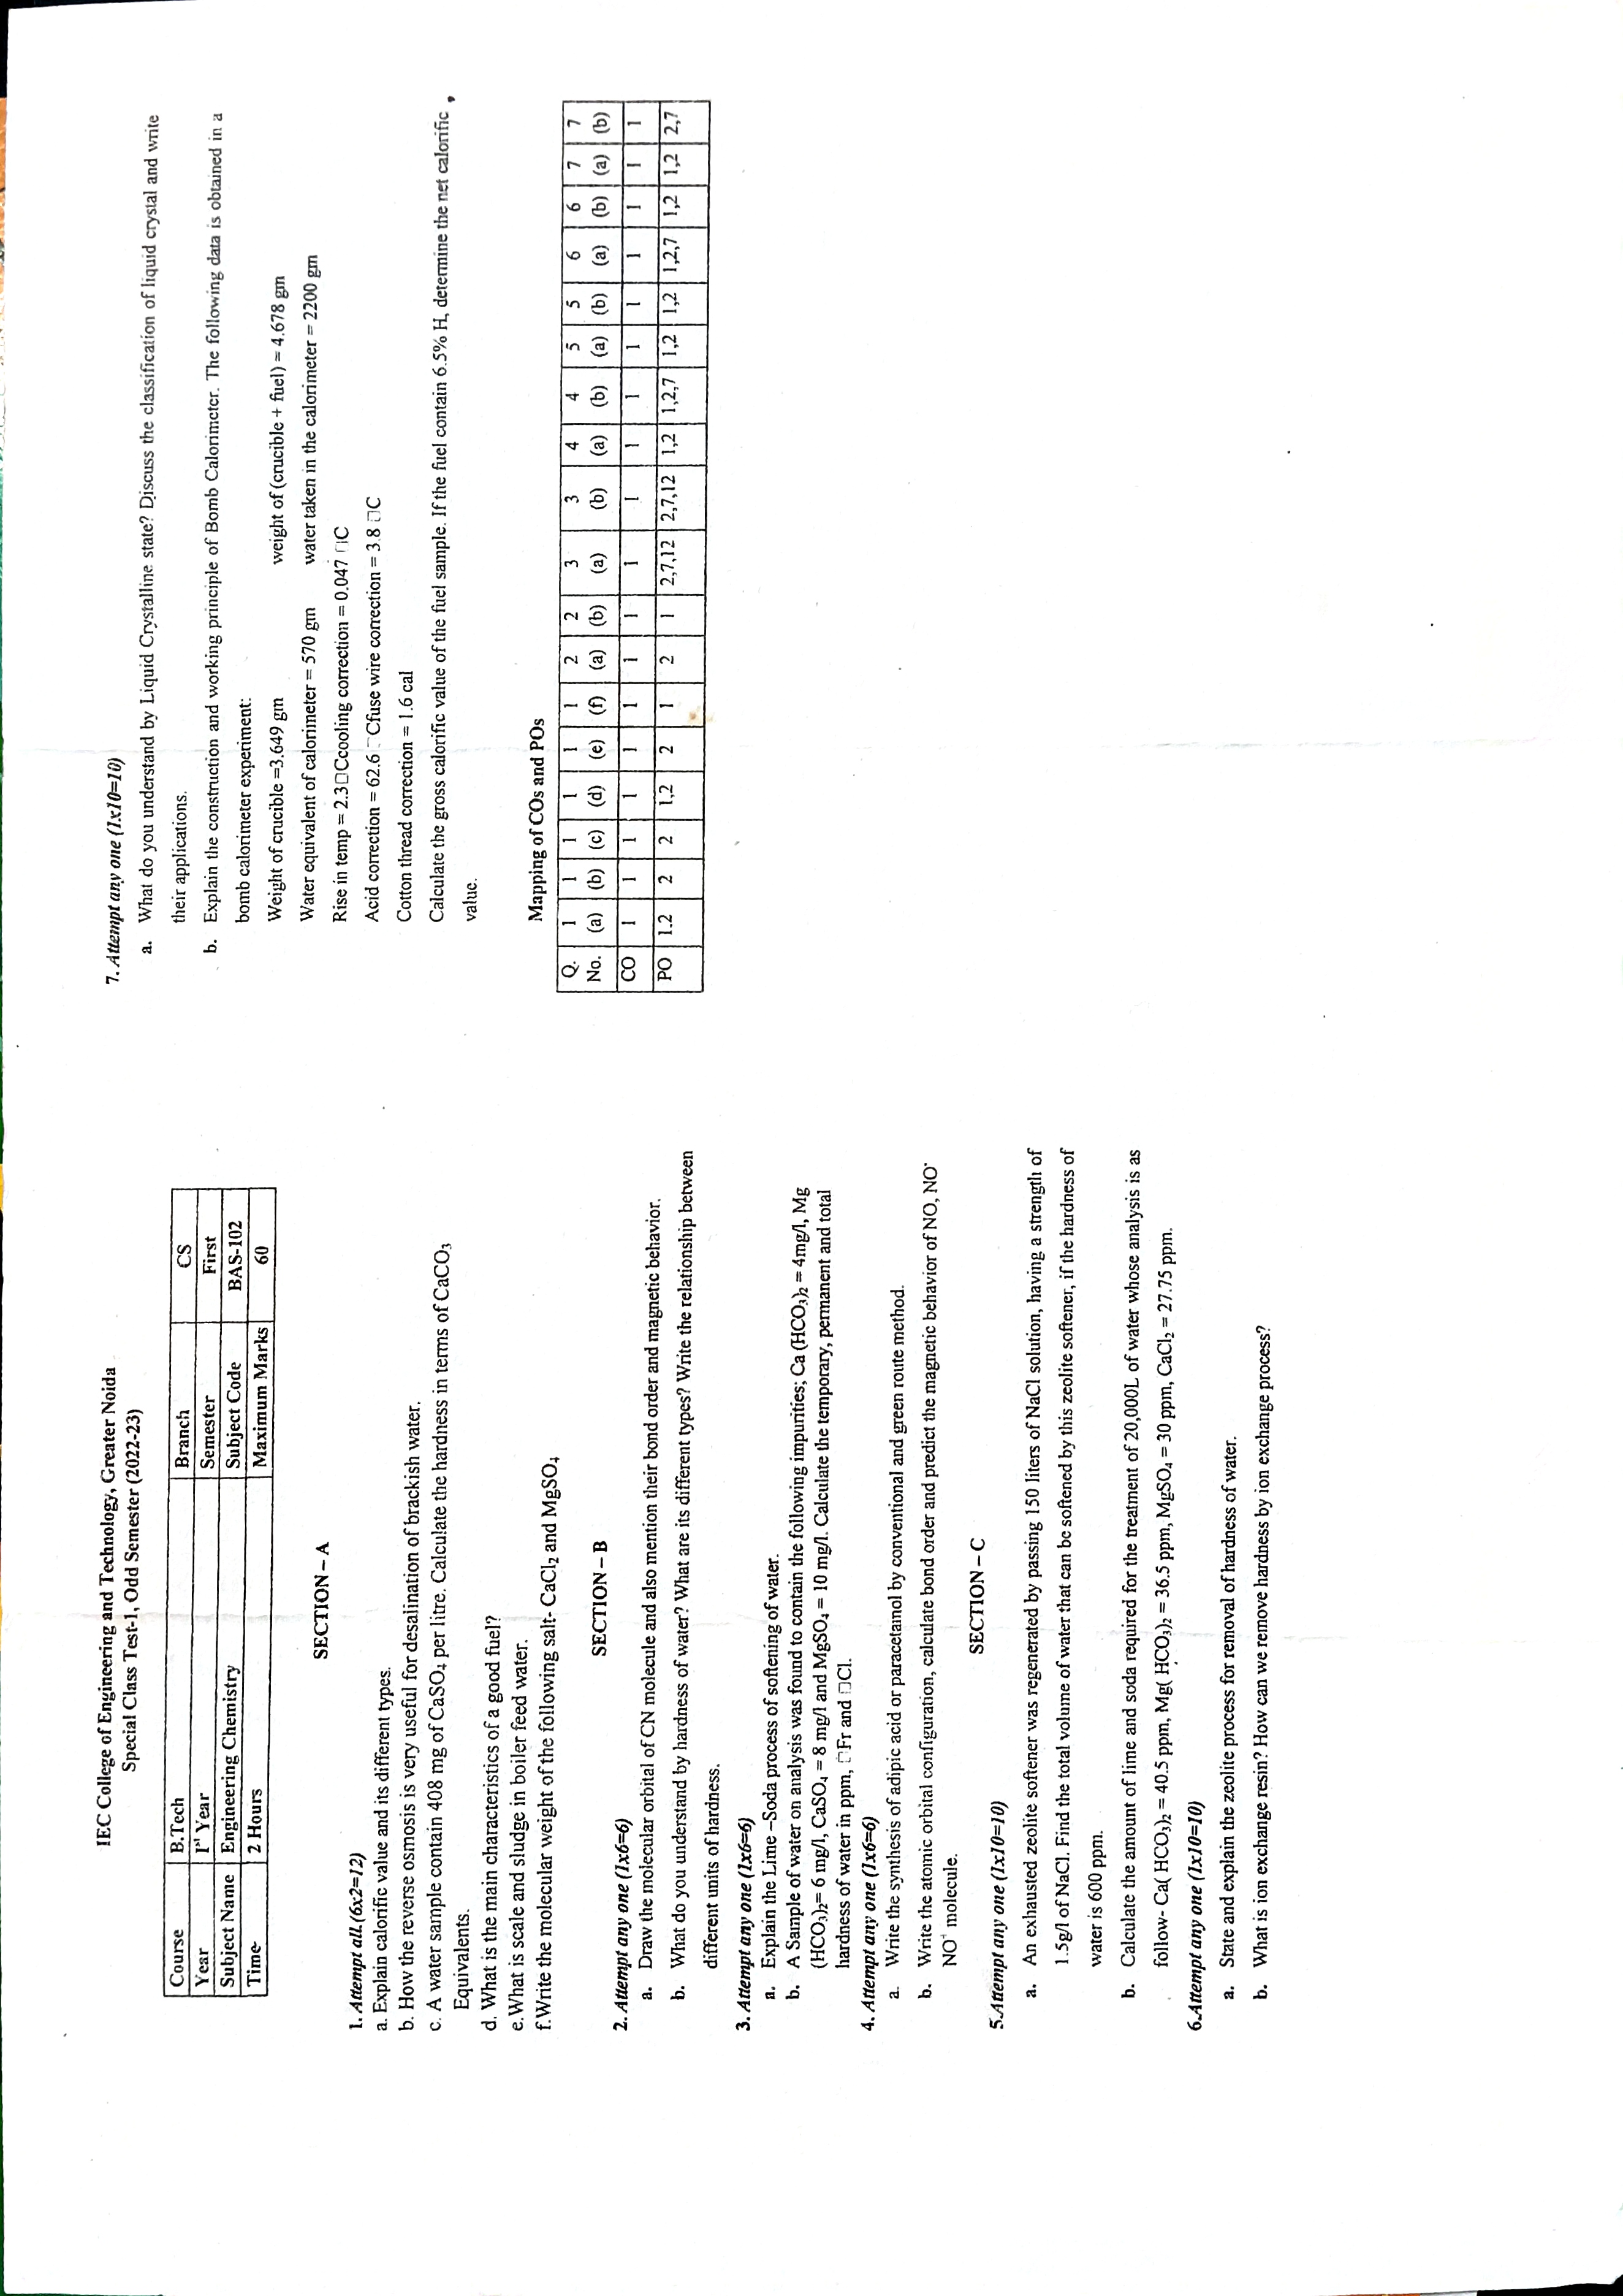 IEC College of Engineering and Technology, Greater Noida
Special Class Test-1, Odd Semester (2022-23)
Course B.Tech Branch CS
Year Iˢᵗ Year Semester First
Subject Name Engineering Chemistry Subject Code BAS-102
Time- 2 Hours Maximum Marks 60
SECTION – A
1. Attempt all.(6x2=12)
a. Explain calorific value and its different types.
b. How the reverse osmosis is very useful for desalination of brackish water.
c. A water sample contain 408 mg of CaSO₄ per litre. Calculate the hardness in terms of CaCO₃
Equivalents.
d. What is the main characteristics of a good fuel?
e.What is scale and sludge in boiler feed water.
f.Write the molecular weight of the following salt- CaCl₂ and MgSO₄
SECTION – B
2. Attempt any one (1x6=6)
a. Draw the molecular orbital of CN molecule and also mention their bond order and magnetic behavior.
b. What do you understand by hardness of water? What are its different types? Write the relationship between
different units of hardness.
3. Attempt any one (1x6=6)
a. Explain the Lime –Soda process of softening of water.
b. A Sample of water on analysis was found to contain the following impurities; Ca (HCO₃)₂ = 4mg/l, Mg
(HCO₃)₂= 6 mg/l, CaSO₄ = 8 mg/l and MgSO₄ = 10 mg/l. Calculate the temporary, permanent and total
hardness of water in ppm, □Fr and □Cl.
4. Attempt any one (1x6=6)
a. Write the synthesis of adipic acid or paracetamol by conventional and green route method.
b. Write the atomic orbital configuration, calculate bond order and predict the magnetic behavior of NO, NO⁻
NO⁺ molecule.
SECTION – C
5.Attempt any one (1x10=10)
a. An exhausted zeolite softener was regenerated by passing 150 liters of NaCl solution, having a strength of
1.5g/l of NaCl. Find the total volume of water that can be softened by this zeolite softener, if the hardness of
water is 600 ppm.
b. Calculate the amount of lime and soda required for the treatment of 20,000L of water whose analysis is as
follow- Ca( HCO₃)₂ = 40.5 ppm, Mg( HCO₃)₂ = 36.5 ppm, MgSO₄ = 30 ppm, CaCl₂ = 27.75 ppm.
6.Attempt any one (1x10=10)
a. State and explain the zeolite process for removal of hardness of water.
b. What is ion exchange resin? How can we remove hardness by ion exchange process?
7. Attempt any one (1x10=10)
a. What do you understand by Liquid Crystalline state? Discuss the classification of liquid crystal and write
their applications.
b. Explain the construction and working principle of Bomb Calorimeter. The following data is obtained in a
bomb calorimeter experiment:
Weight of crucible =3.649 gm weight of (crucible + fuel) = 4.678 gm
Water equivalent of calorimeter = 570 gm water taken in the calorimeter = 2200 gm
Rise in temp = 2.3□Ccooling correction = 0.047 □C
Acid correction = 62.6 □Cfuse wire correction = 3.8 □C
Cotton thread correction = 1.6 cal
Calculate the gross calorific value of the fuel sample. If the fuel contain 6.5% H, determine the net calorific
value.
Mapping of COs and POs
Q. 1 1 1 1 1 1 2 2 3 3 4 4 5 5 6 6 7 7
No. (a) (b) (c) (d) (e) (f) (a) (b) (a) (b) (a) (b) (a) (b) (a) (b) (a) (b)
CO 1 1 1 1 1 1 1 1 1 1 1 1 1 1 1 1 1 1
PO 1.2 2 2 1,2 2 1 2 1 2,7,12 2,7,12 1,2 1,2,7 1,2 1,2 1,2,7 1,2 1,2 2,7